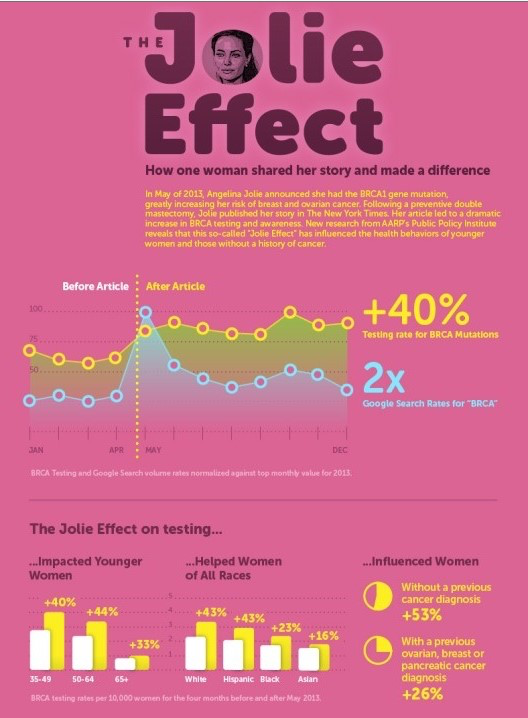 THE
Jolie
Effect
How one woman shared her story and made a difference
In May of 2013, Angelina Jolie announced she had the BRCA1 gene mutation,
greatly increasing her risk of breast and ovarian cancer. Following a preventive double
mastectomy, Jolie published her story in The New York Times. Her article led to a dramatic
increase in BRCA testing and awareness. New research from AARP's Public Policy Institute
reveals that this so-called "Jolie Effect" has influenced the health behaviors of younger
women and those without a history of cancer.
Before Article After Article
100
75
50
+40%
Testing rate for BRCA Mutations
2x
Google Search Rates for "BRCA"
JAN APR MAY DEC
BRCA Testing and Google Search volume rates normalized against top monthly value for 2013.
The Jolie Effect on testing...
...Impacted Younger
Women
+40%
+44%
+33%
35-49 50-64 65+
...Helped Women
of All Races
5
4
3
2
1
+43%
+43%
+23%
+16%
White Hispanic Black Asian
BRCA testing rates per 10,000 women for the four months before and after May 2013.
...Influenced Women
Without a previous
cancer diagnosis
+53%
With a previous
ovarian, breast or
pancreatic cancer
diagnosis
+26%